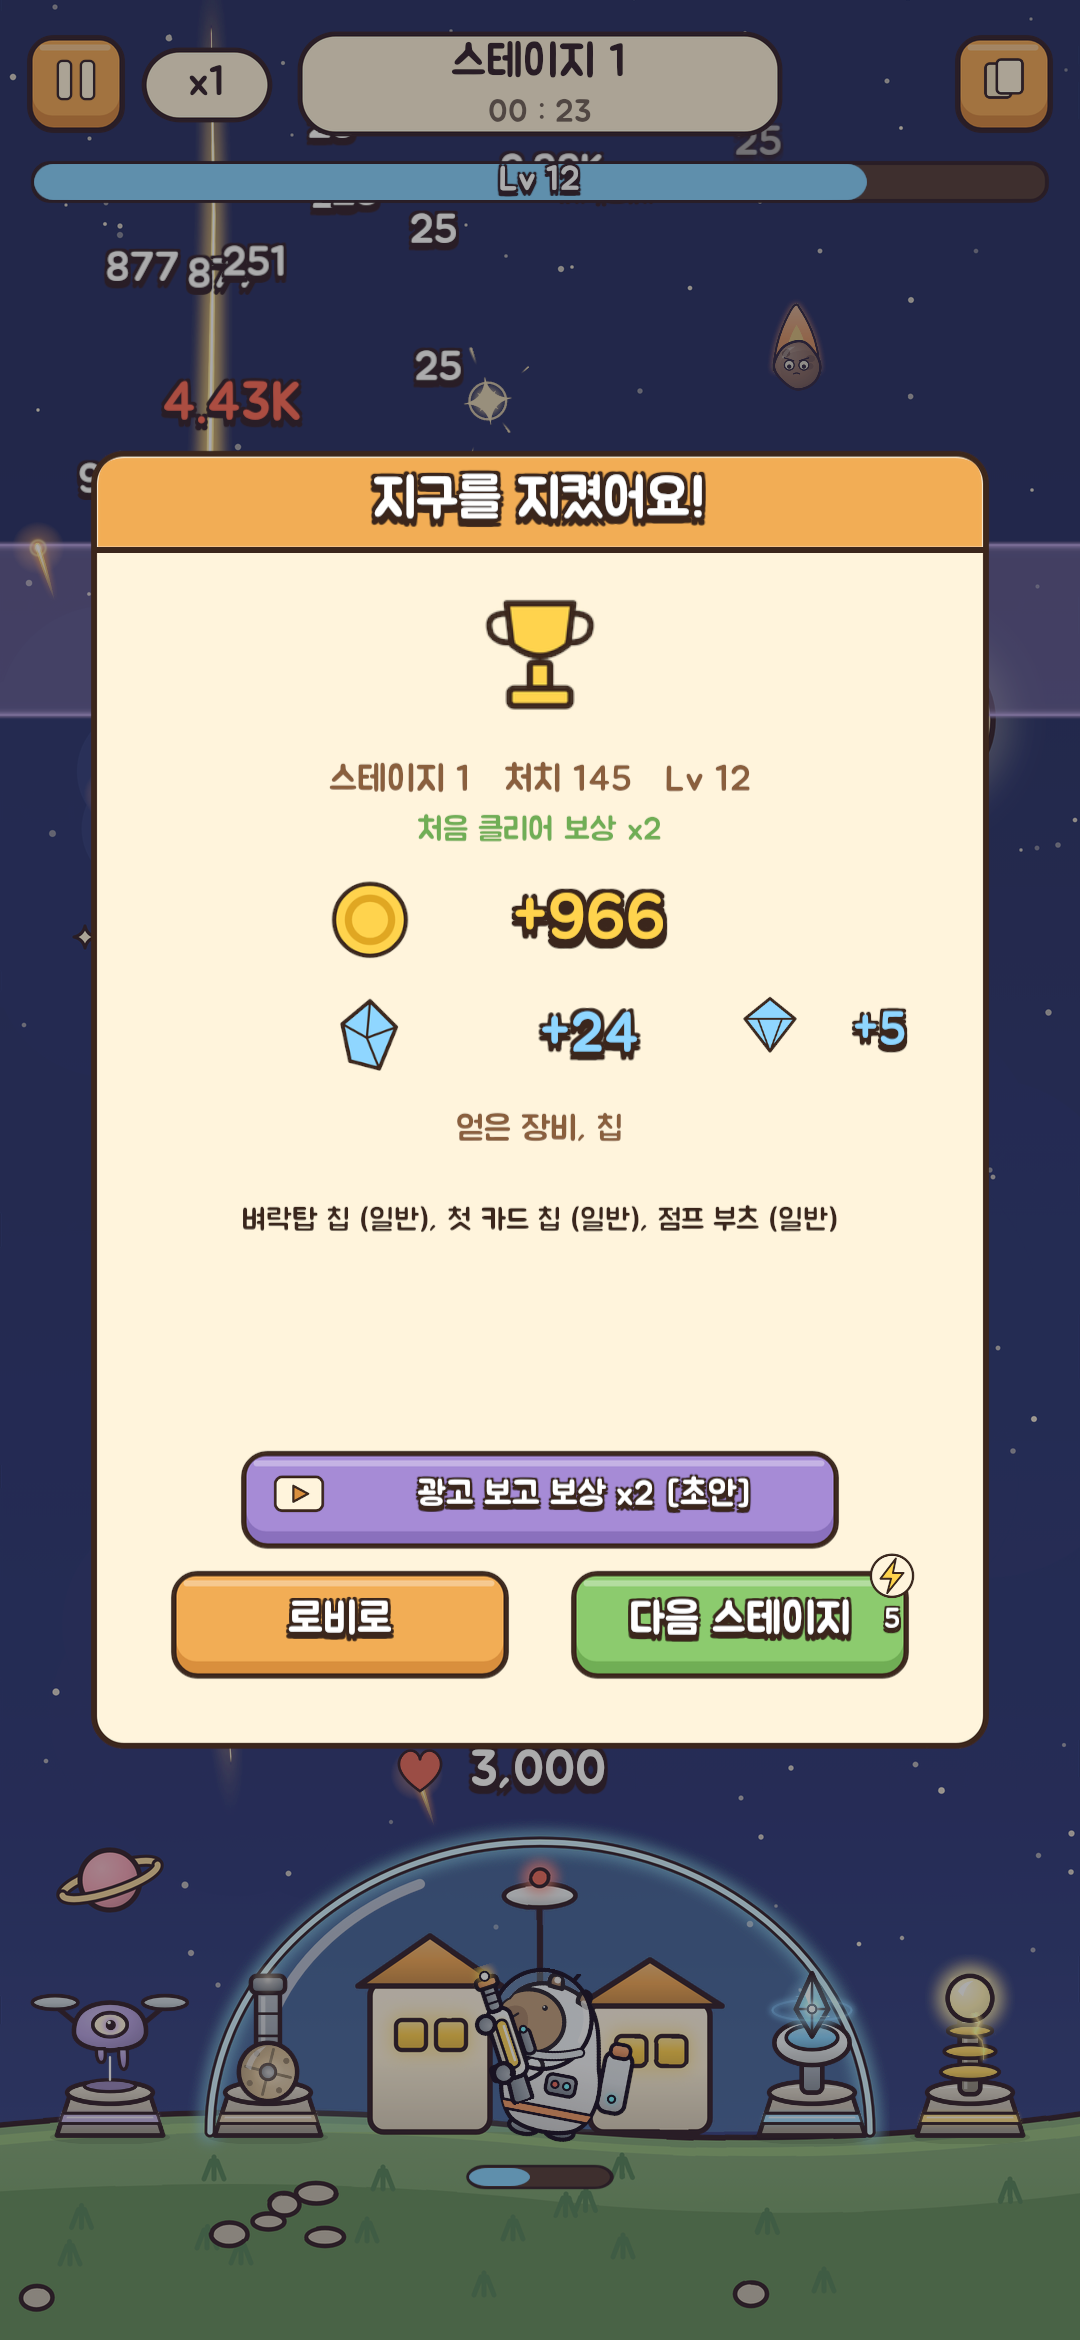 스테이지 1
x1
00 : 23
25
Lv 12
25
877
251
25
4.43K
지구를 지켰어요!
스테이지 1 처치 145 Lv 12
처음 클리어 보상 x2
+966
+24 +5
얻은 장비, 칩
벼락탑 칩 (일반), 첫 카드 칩 (일반), 점프 부츠 (일반)
광고 보고 보상 x2 [초안]
로비로
다음 스테이지 5
3,000